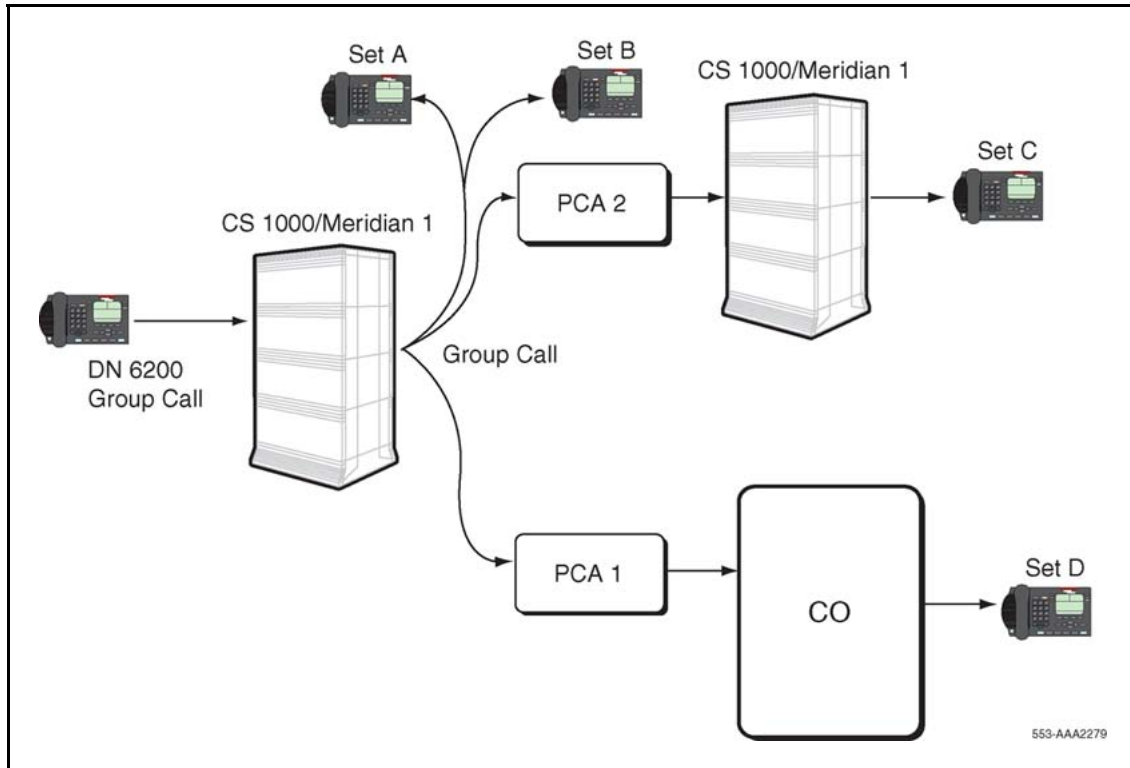 Set A
Set B
CS 1000/Meridian 1
Set C
PCA 2
CS 1000/Meridian 1
DN 6200
Group Call
Group Call
PCA 1
CO
Set D
553-AAA2279